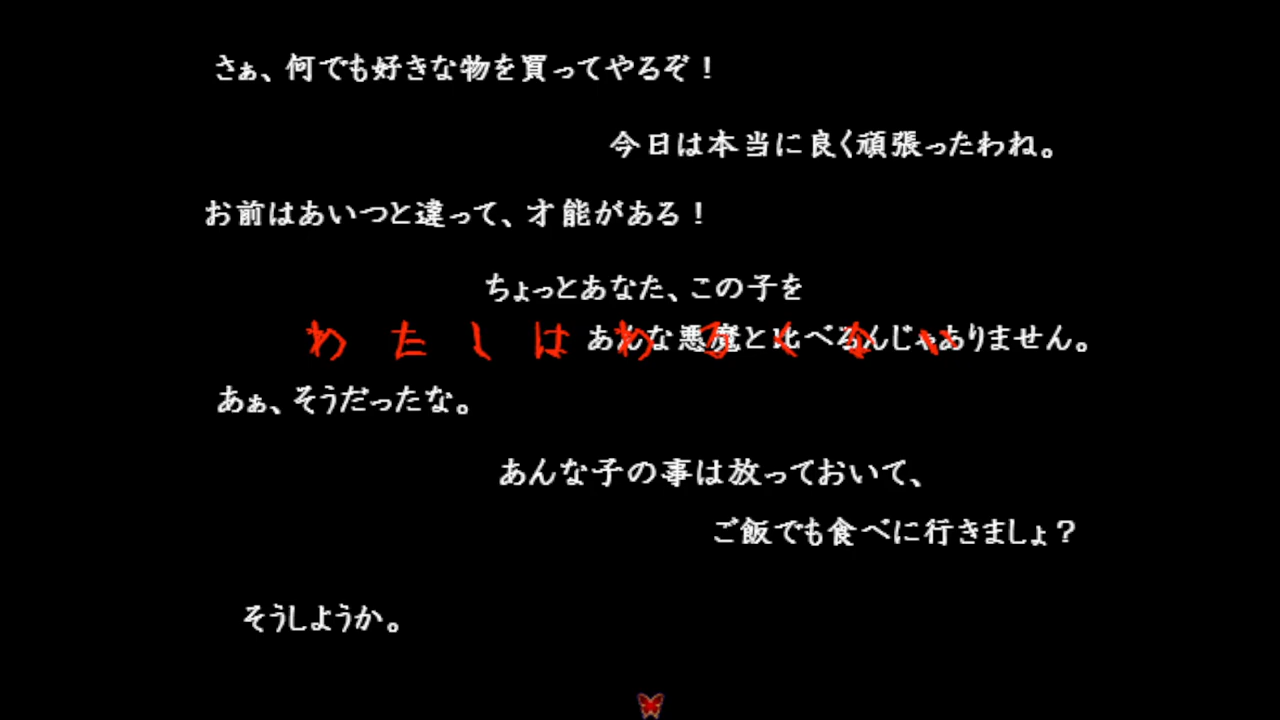 さぁ、何でも好きな物を買ってやるぞ！
今日は本当に良く頑張ったわね。
お前はあいつと違って、才能がある！
ちょっとあなた、この子を
あんな悪魔と比べるんじゃありません。
わたしはわるくない
あぁ、そうだったな。
あんな子の事は放っておいて、
ご飯でも食べに行きましょ？
そうしようか。